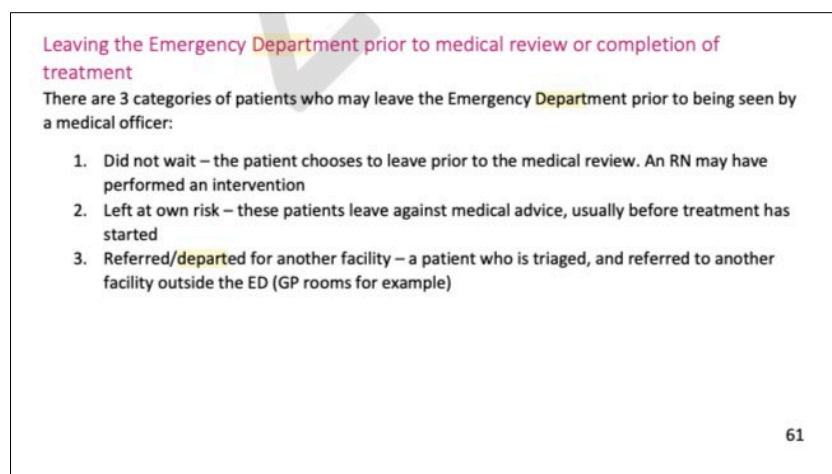 Leaving the Emergency Department prior to medical review or completion of
treatment
There are 3 categories of patients who may leave the Emergency Department prior to being seen by
a medical officer:
1. Did not wait – the patient chooses to leave prior to the medical review. An RN may have
performed an intervention
2. Left at own risk – these patients leave against medical advice, usually before treatment has
started
3. Referred/departed for another facility – a patient who is triaged, and referred to another
facility outside the ED (GP rooms for example)
61